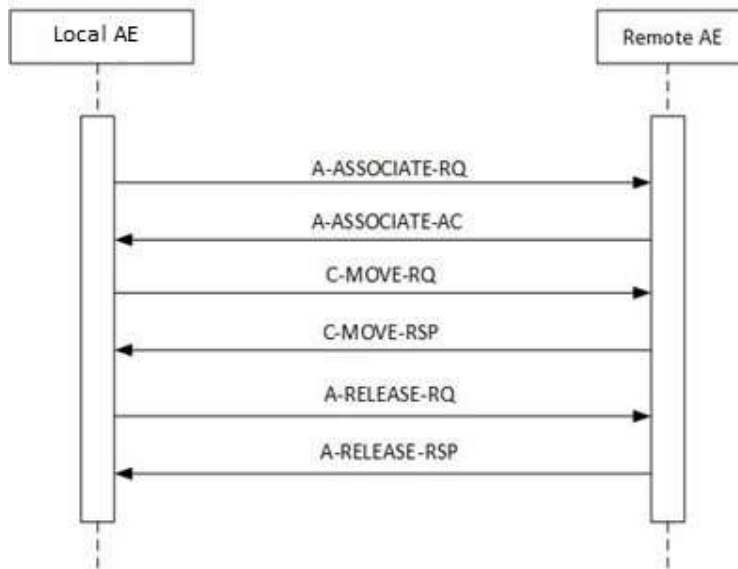 Local AE
Remote AE
A-ASSOCIATE-RQ
A-ASSOCIATE-AC
C-MOVE-RQ
C-MOVE-RSP
A-RELEASE-RQ
A-RELEASE-RSP